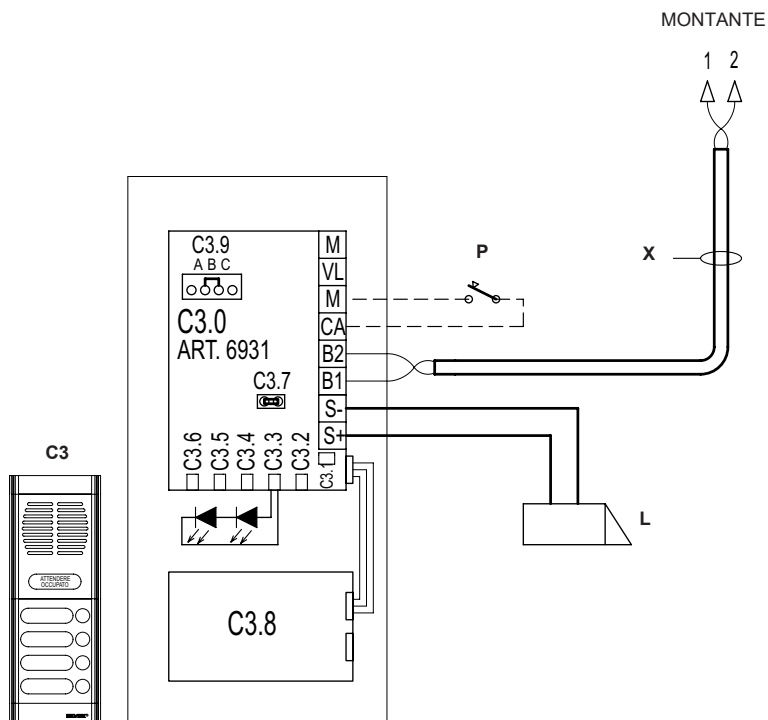 MONTANTE
1 2
X
P
C3.9
A B C
C3.0
ART. 6931
C3.7
M
VL
M
CA
B2
B1
S-
S+
C3.6
C3.5
C3.4
C3.3
C3.2
C3.1
L
C3
ATTENDERE
OCCUPATO
C3.8